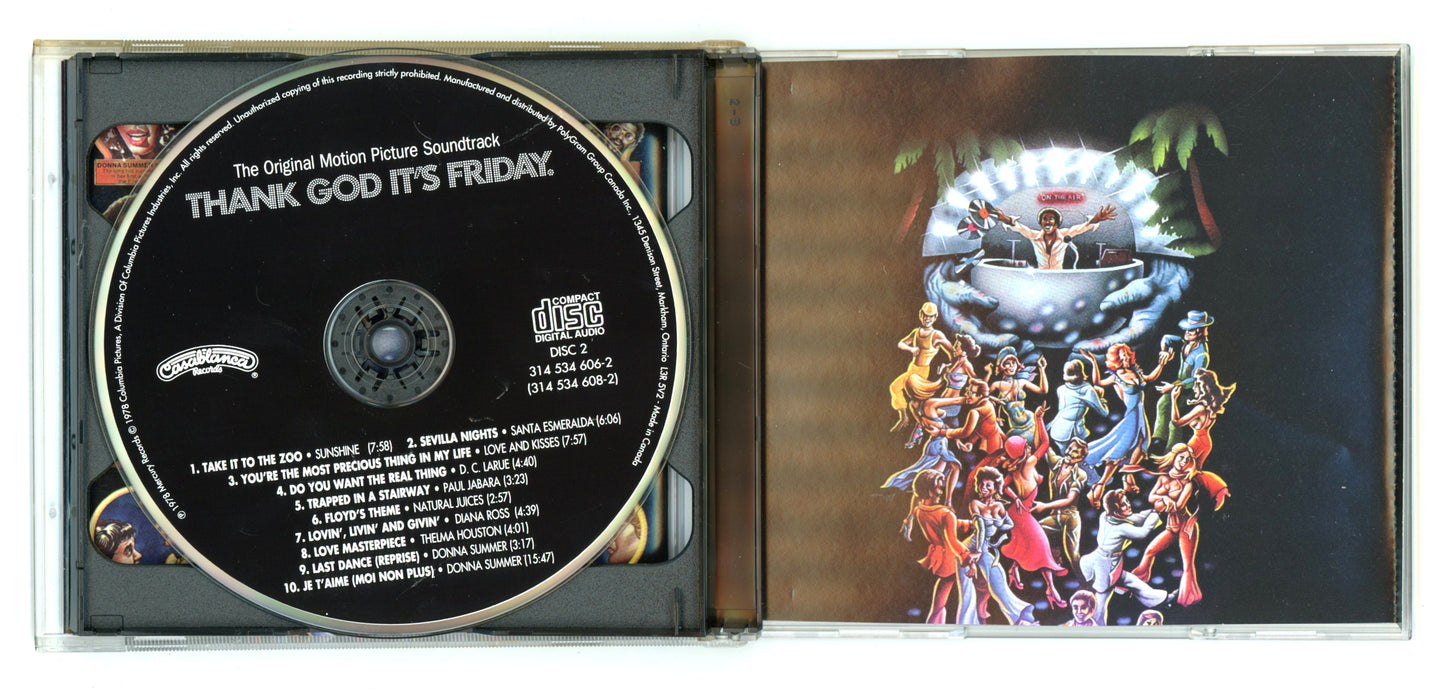 ℗ 1978 Mercury Records © 1978 Columbia Pictures, A Division Of Columbia Pictures Industries, Inc. All rights reserved. Unauthorized copying of this recording strictly prohibited. Manufactured and distributed by PolyGram Group Canada Inc., 1345 Denison Street, Markham, Ontario L3R 5V2 - Made in Canada
The Original Motion Picture Soundtrack
THANK GOD IT'S FRIDAY.
DONNA SUMMER
COMPACT
disc
DIGITAL AUDIO
DISC 2
314 534 606-2
(314 534 608-2)
Casablanca
Records ®
1. TAKE IT TO THE ZOO • SUNSHINE (7:58) 2. SEVILLA NIGHTS • SANTA ESMERALDA (6:06)
3. YOU'RE THE MOST PRECIOUS THING IN MY LIFE • LOVE AND KISSES (7:57)
4. DO YOU WANT THE REAL THING • D. C. LARUE (4:40)
5. TRAPPED IN A STAIRWAY • PAUL JABARA (3:23)
6. FLOYD'S THEME • NATURAL JUICES (2:57)
7. LOVIN', LIVIN' AND GIVIN' • DIANA ROSS (4:39)
8. LOVE MASTERPIECE • THELMA HOUSTON (4:01)
9. LAST DANCE (REPRISE) • DONNA SUMMER (3:17)
10. JE T'AIME (MOI NON PLUS) • DONNA SUMMER (15:47)
2-3
ON THE AIR